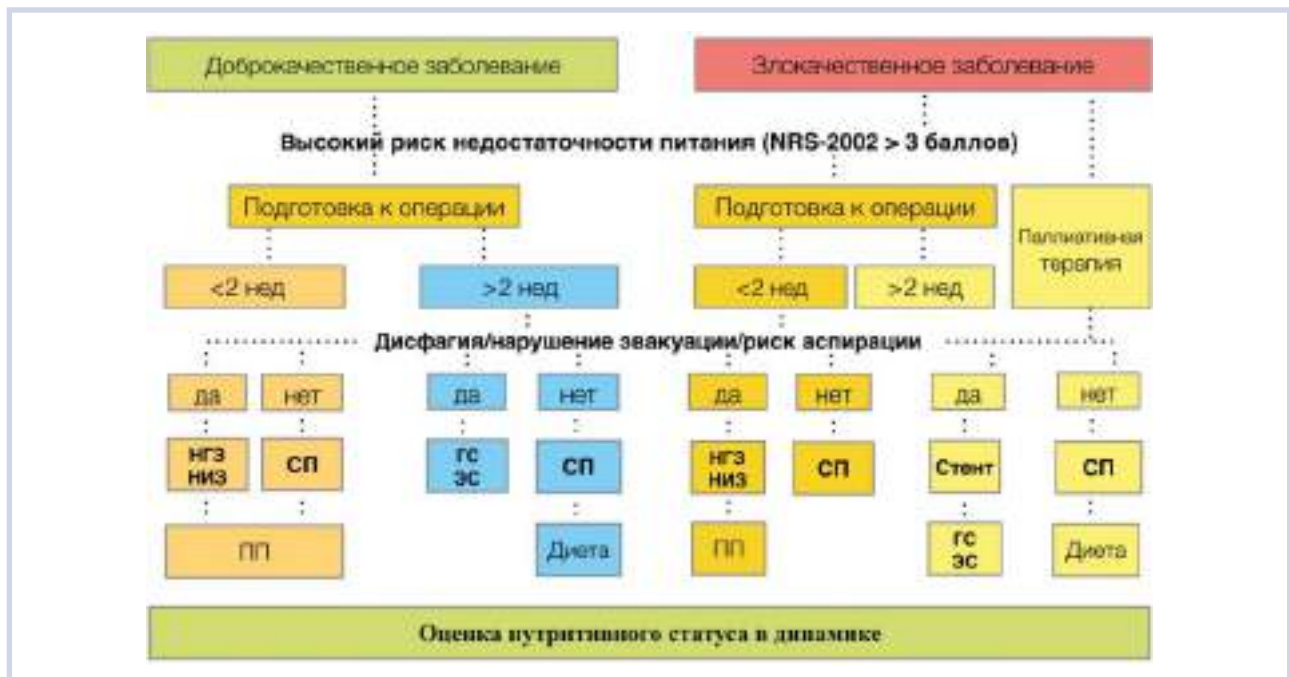 Доброкачественное заболевание
Злокачественное заболевание
Высокий риск недостаточности питания (NRS-2002 > 3 баллов)
Подготовка к операции
Подготовка к операции
Паллиативная
терапия
<2 нед
>2 нед
<2 нед
>2 нед
Дисфагия/нарушение эвакуации/риск аспирации
да
нет
да
нет
да
нет
да
нет
НГЗ
НИЗ
СП
ГС
ЭС
СП
НГЗ
НИЗ
СП
Стент
СП
ПП
Диета
ПП
ГС
ЭС
Диета
Оценка нутритивного статуса в динамике